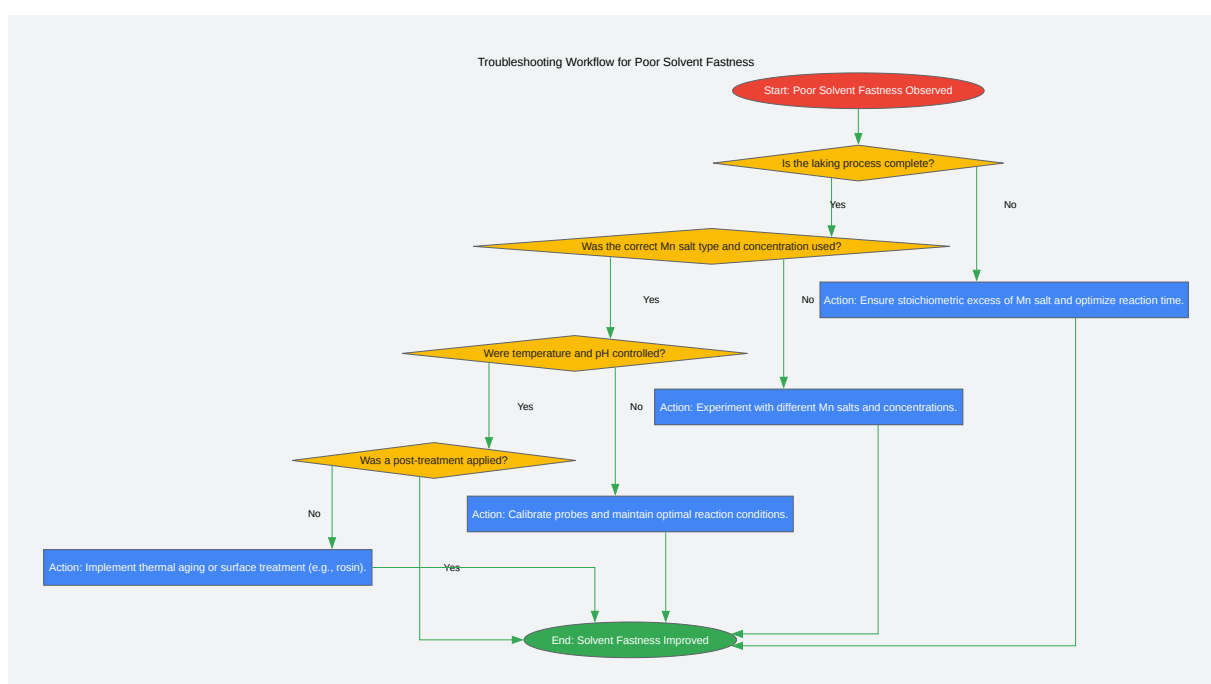 Troubleshooting Workflow for Poor Solvent Fastness
Start: Poor Solvent Fastness Observed
Is the laking process complete?
Yes
No
Was the correct Mn salt type and concentration used?
Yes
No
Action: Ensure stoichiometric excess of Mn salt and optimize reaction time.
Were temperature and pH controlled?
Yes
No
Action: Experiment with different Mn salts and concentrations.
Was a post-treatment applied?
No
Action: Calibrate probes and maintain optimal reaction conditions.
Action: Implement thermal aging or surface treatment (e.g., rosin).
Yes
End: Solvent Fastness Improved